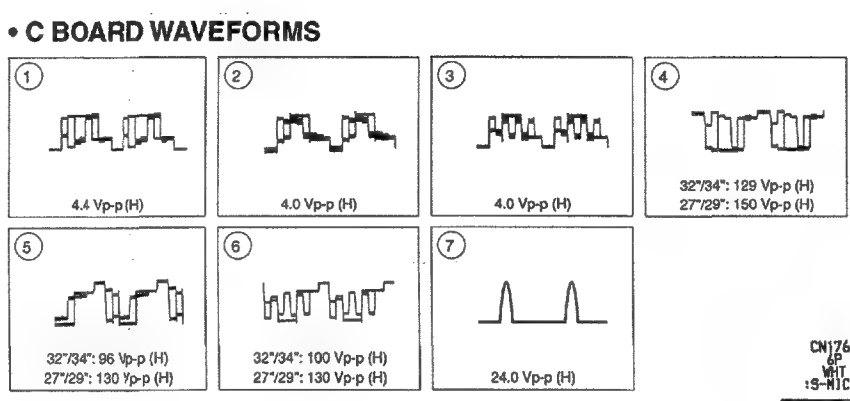 • C BOARD WAVEFORMS
1
2
3
4
4.4 Vp-p (H)
4.0 Vp-p (H)
4.0 Vp-p (H)
32"/34": 129 Vp-p (H)
27"/29": 150 Vp-p (H)
5
6
7
32"/34": 96 Vp-p (H)
27"/29": 130 Vp-p (H)
32"/34": 100 Vp-p (H)
27"/29": 130 Vp-p (H)
24.0 Vp-p (H)
CN176
6P
WHT
:S-MIC